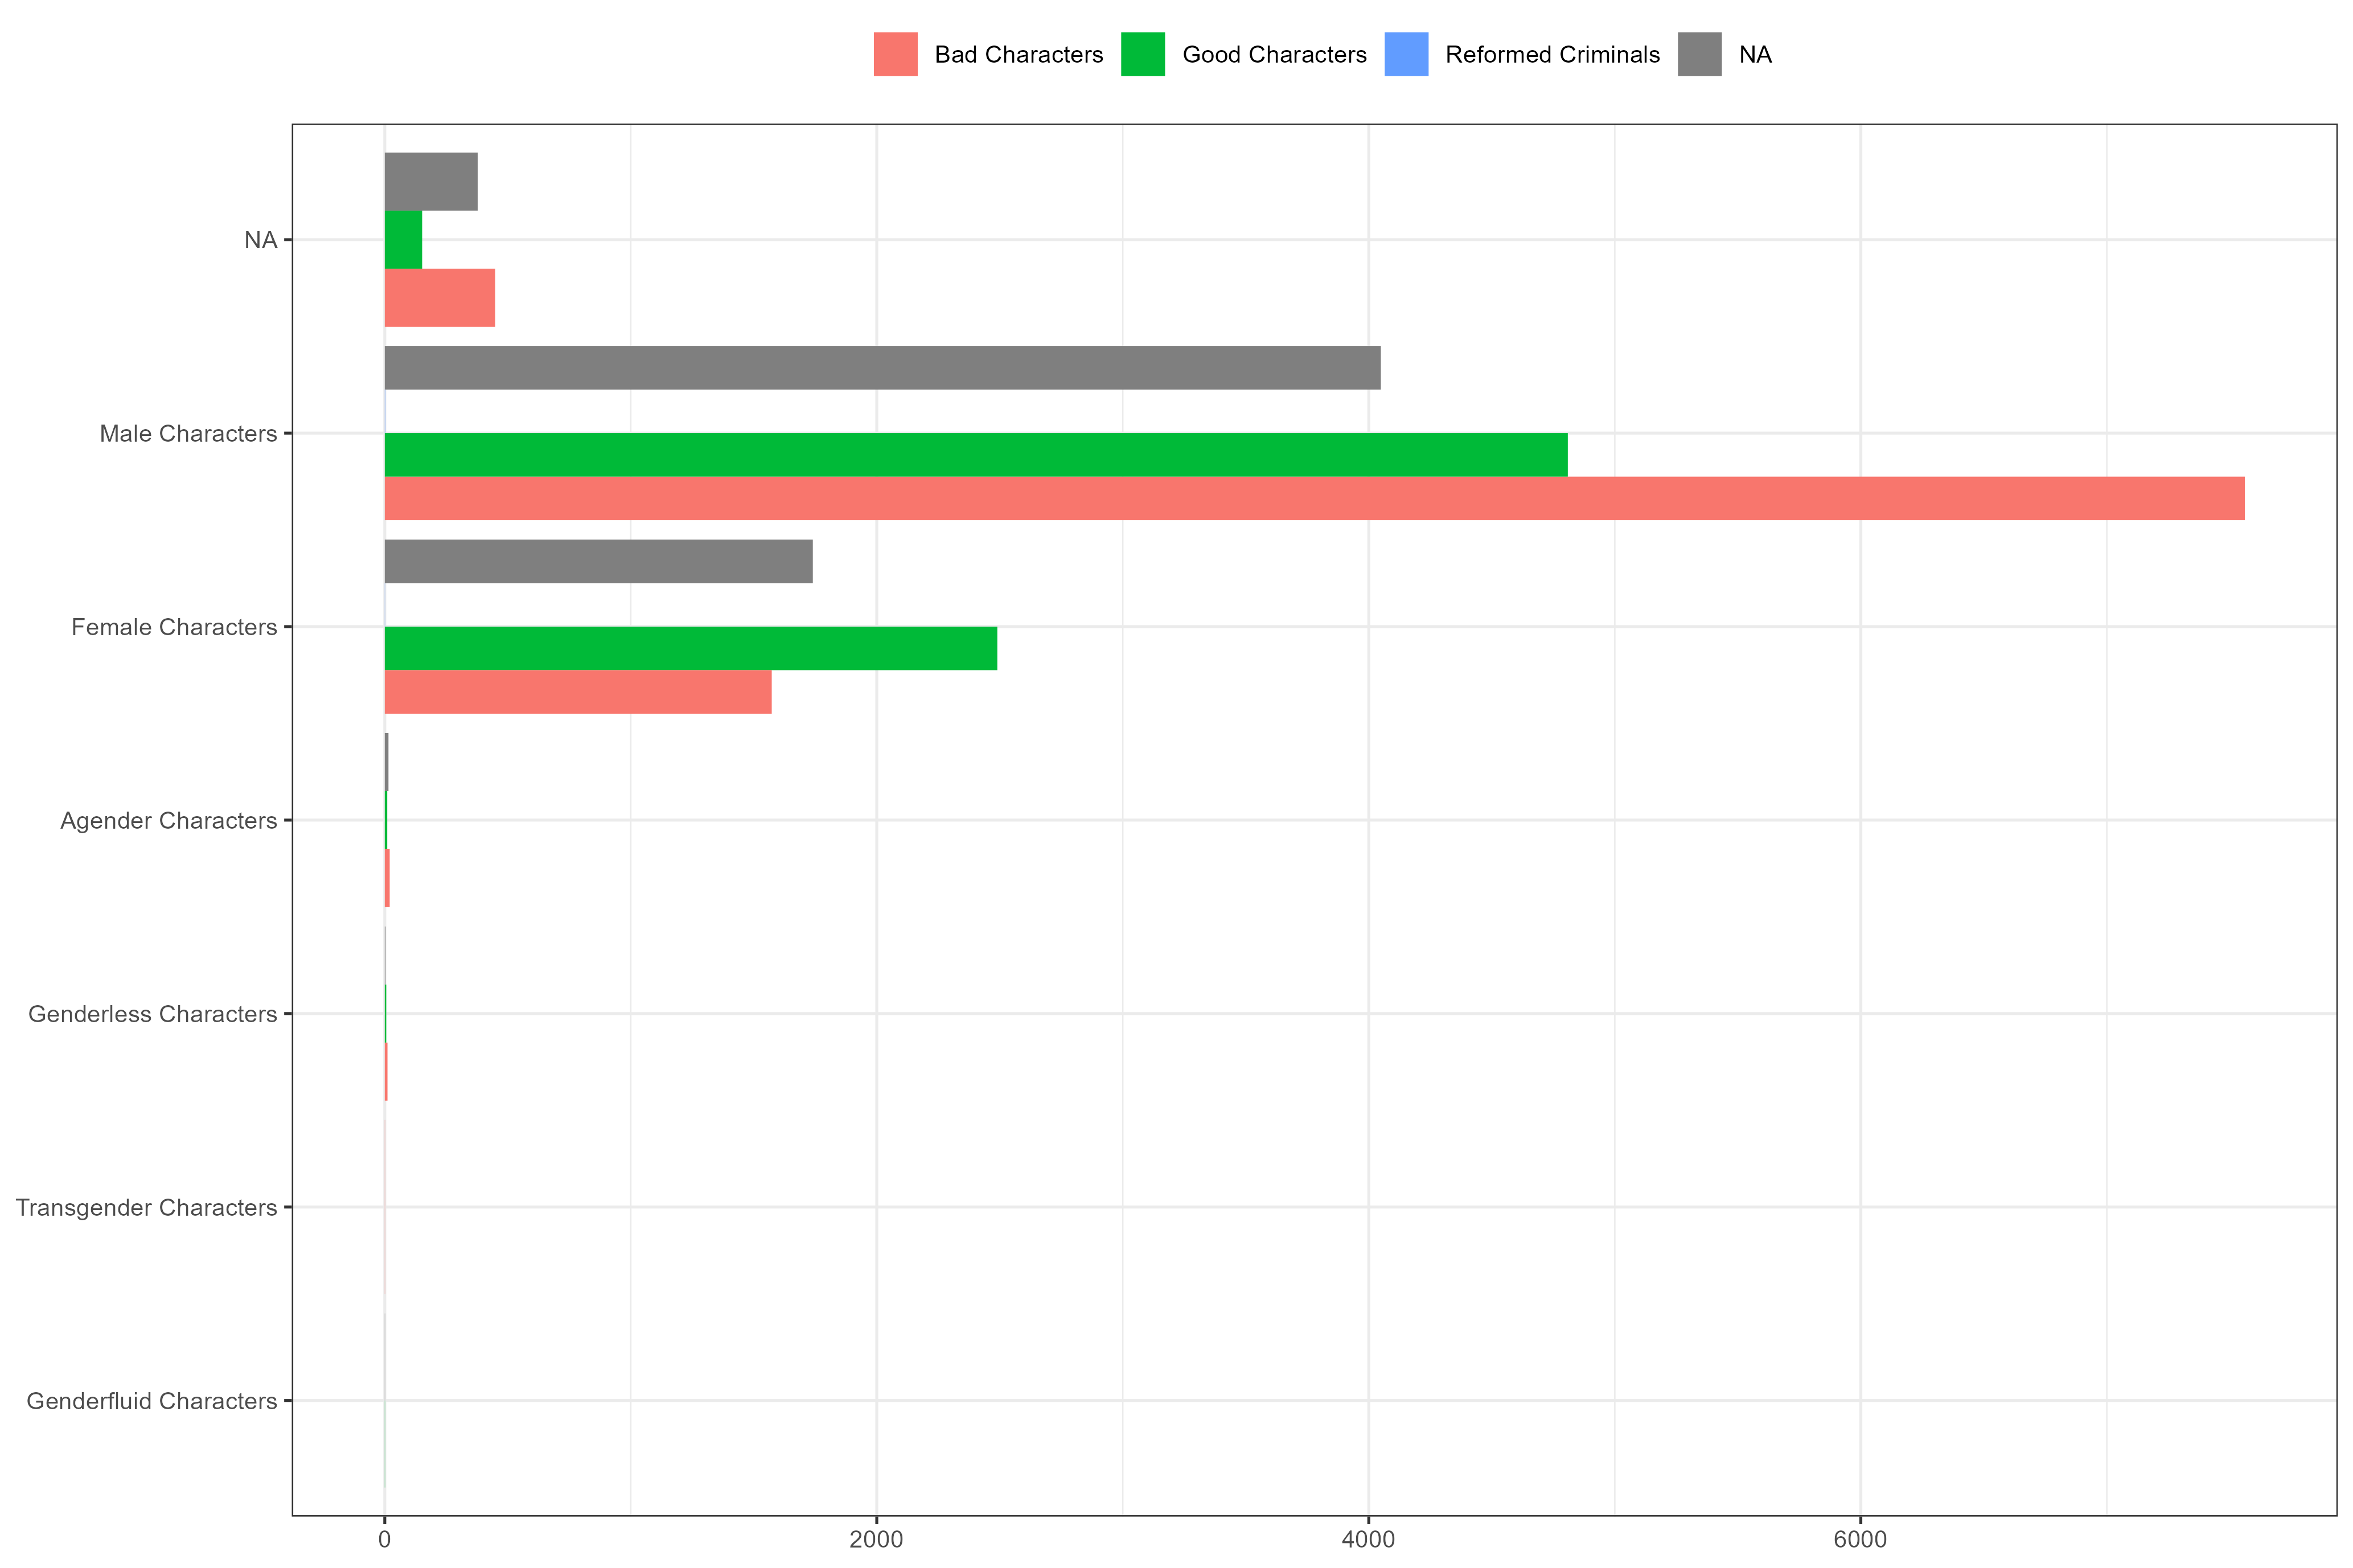 Bad Characters Good Characters Reformed Criminals NA
NA
Male Characters
Female Characters
Agender Characters
Genderless Characters
Transgender Characters
Genderfluid Characters
0 2000 4000 6000